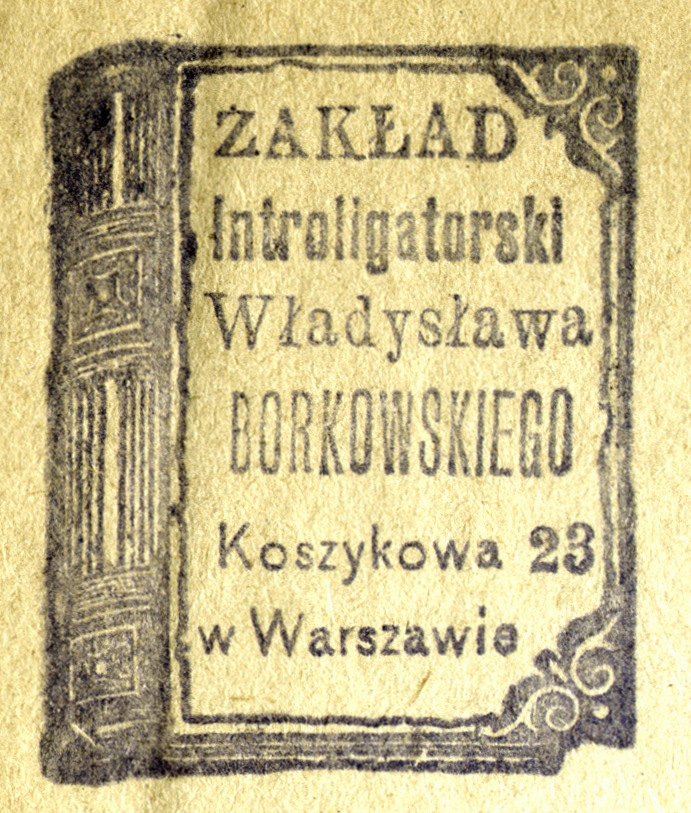 ZAKŁAD
Introligatorski
Władysława
BORKOWSKIEGO
Koszykowa 23
w Warszawie